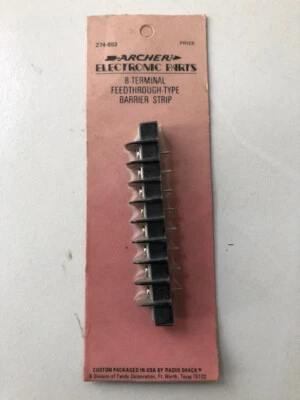 274-653 PRICE
ARCHER
ELECTRONIC PARTS
8-TERMINAL
FEEDTHROUGH-TYPE
BARRIER STRIP
CUSTOM PACKAGED IN USA BY RADIO SHACK
A Division of Tandy Corporation, Ft. Worth, Texas 76102